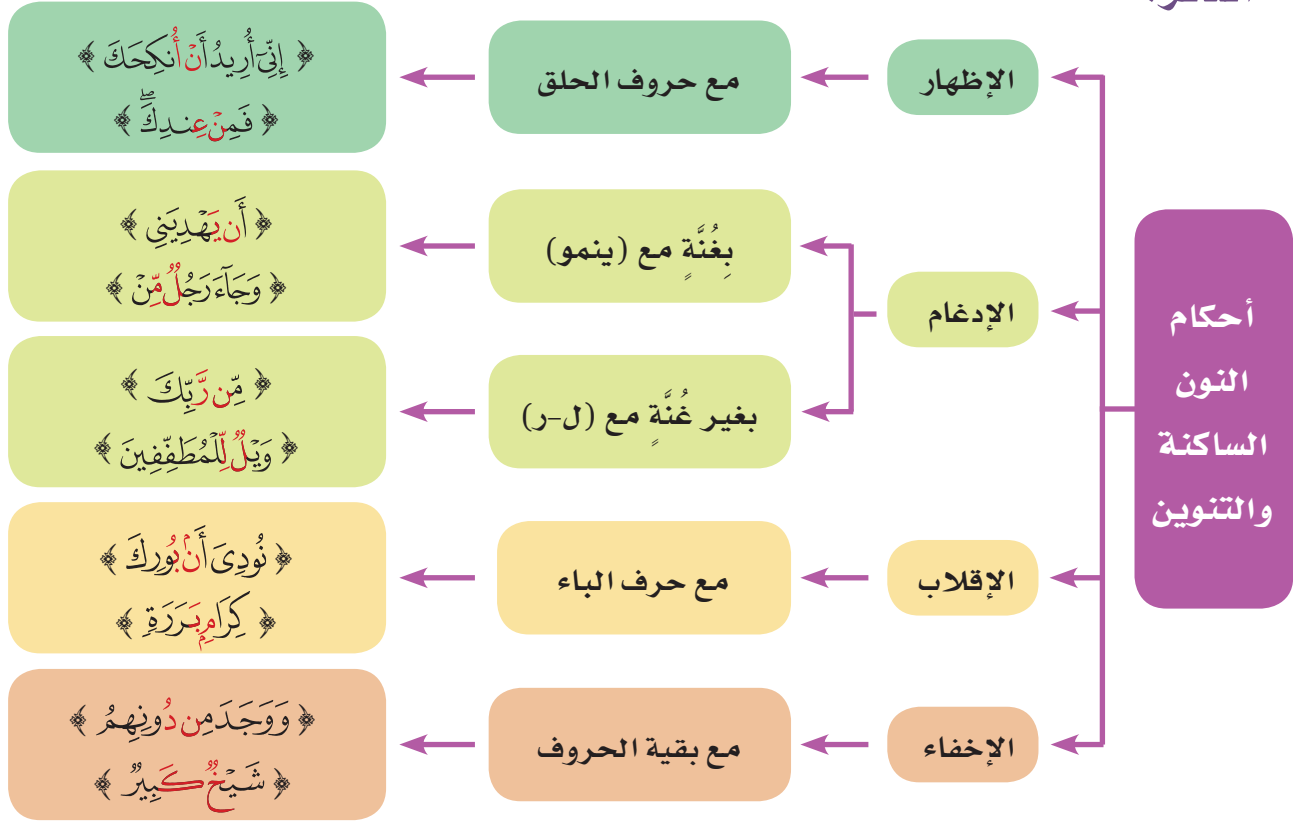 أحكام
النون
الساكنة
والتنوين
الإظهار
مع حروف الحلق
﴿ إِنِّيٓ أُرِيدُ أَنۡ أُنكِحَكَ ﴾
﴿ فَمِنۡ عِندِكَۖ ﴾
الإدغام
بِغُنَّةٍ مع (ينمو)
﴿ أَن يَهۡدِيَنِي ﴾
﴿ وَجَآءَ رَجُلٞ مِّنۡ ﴾
بغير غُنَّةٍ مع (ل-ر)
﴿ مِّن رَّبِّكَ ﴾
﴿ وَيۡلٞ لِّلۡمُطَفِّفِينَ ﴾
الإقلاب
مع حرف الباء
﴿ نُودِيَ أَنۢ بُورِكَ ﴾
﴿ كِرَامِۭ بَرَرَةٖ ﴾
الإخفاء
مع بقية الحروف
﴿ وَوَجَدَ مِن دُونِهِمُ ﴾
﴿ شَيۡخٞ كَبِيرٞ ﴾